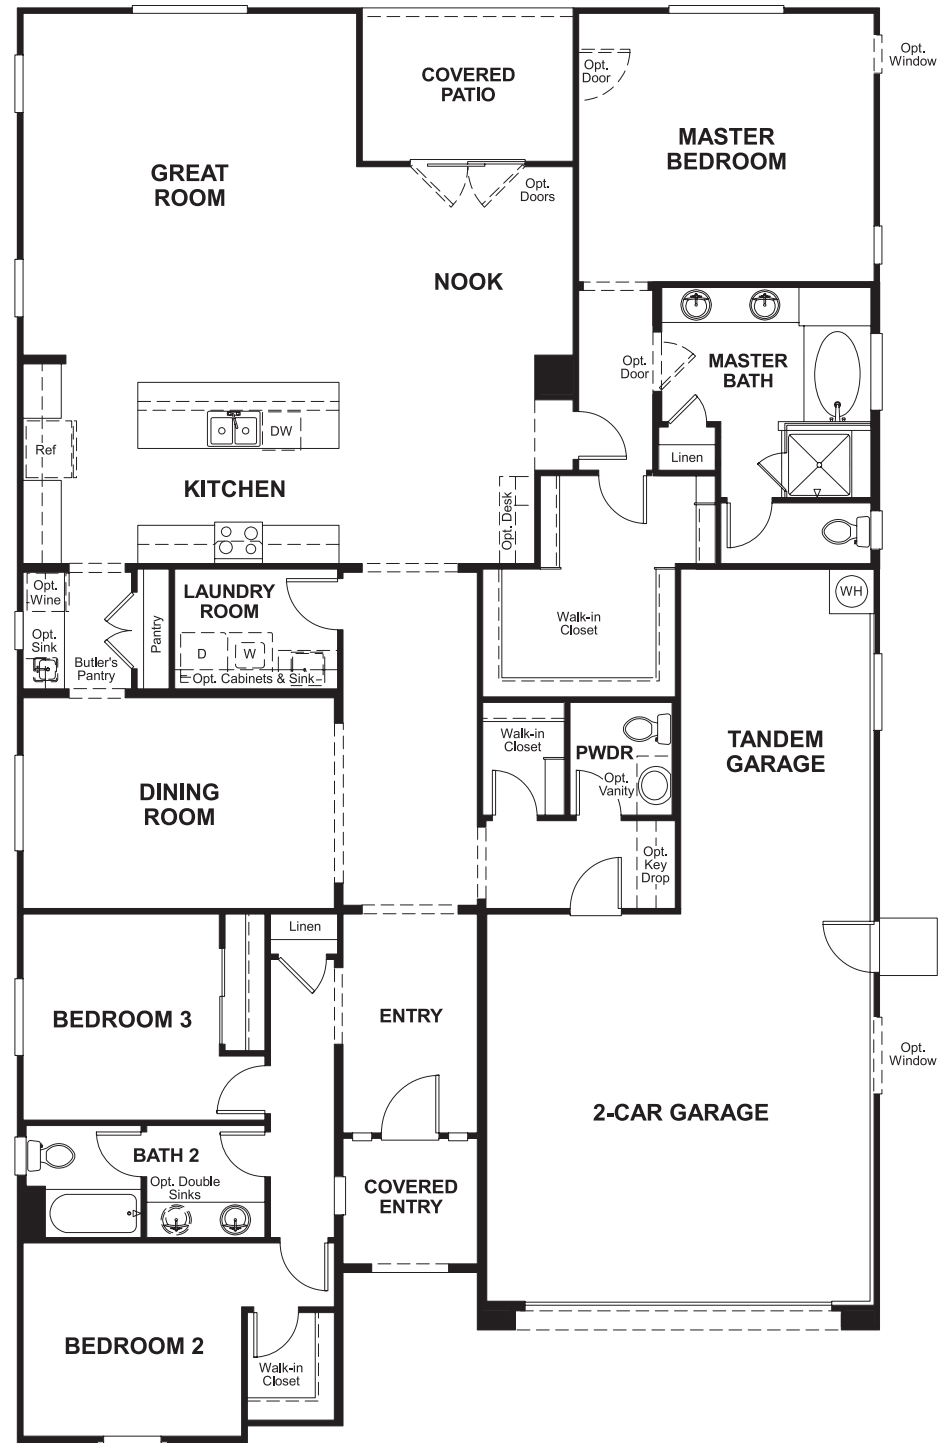 COVERED
PATIO
Opt.
Door
Opt.
Window
GREAT
ROOM
MASTER
BEDROOM
Opt.
Doors
NOOK
Opt.
Door
MASTER
BATH
DW
Ref
Linen
KITCHEN
Opt. Desk
Opt.
Wine
Opt.
Sink
Butler's
Pantry
Pantry
LAUNDRY
ROOM
D
W
Opt. Cabinets & Sink
Walk-in
Closet
WH
Walk-in
Closet
PWDR
Opt.
Vanity
TANDEM
GARAGE
DINING
ROOM
Opt.
Key
Drop
Linen
BEDROOM 3
ENTRY
Opt.
Window
2-CAR GARAGE
BATH 2
Opt. Double
Sinks
COVERED
ENTRY
BEDROOM 2
Walk-in
Closet